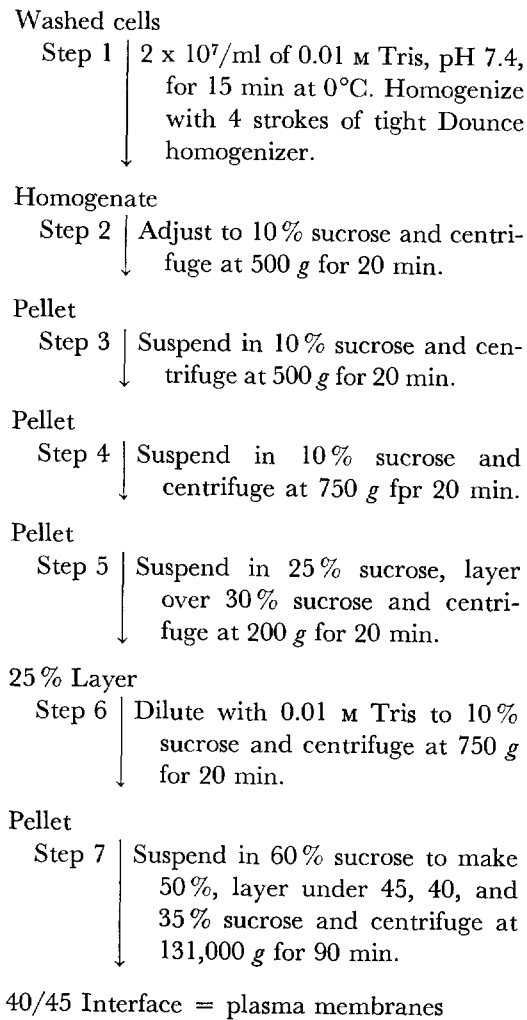 Washed cells
Step 1 2 x 10⁷/ml of 0.01 M Tris, pH 7.4,
for 15 min at 0°C. Homogenize
with 4 strokes of tight Dounce
homogenizer.
Homogenate
Step 2 Adjust to 10% sucrose and centri-
fuge at 500 g for 20 min.
Pellet
Step 3 Suspend in 10% sucrose and cen-
trifuge at 500 g for 20 min.
Pellet
Step 4 Suspend in 10% sucrose and
centrifuge at 750 g fpr 20 min.
Pellet
Step 5 Suspend in 25% sucrose, layer
over 30% sucrose and centri-
fuge at 200 g for 20 min.
25% Layer
Step 6 Dilute with 0.01 M Tris to 10%
sucrose and centrifuge at 750 g
for 20 min.
Pellet
Step 7 Suspend in 60% sucrose to make
50%, layer under 45, 40, and
35% sucrose and centrifuge at
131,000 g for 90 min.
40/45 Interface = plasma membranes